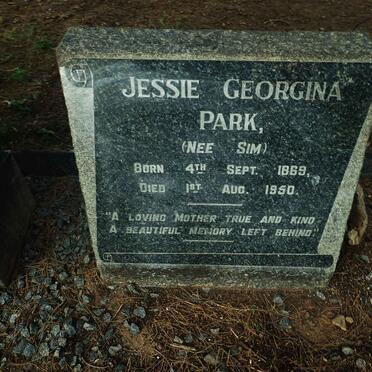 JESSIE GEORGINA
PARK,
(NEE SIM)
BORN 4TH SEPT. 1869,
DIED 1ST AUG. 1950.
"A LOVING MOTHER TRUE AND KIND
A BEAUTIFUL MEMORY LEFT BEHIND."